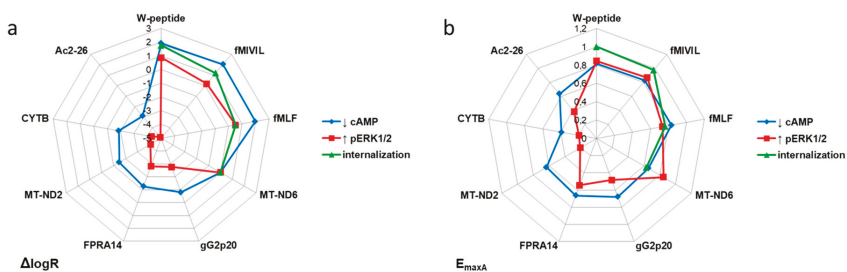 a
W-peptide
3
2
1
0
-1
-2
-3
-4
-5
fMIVIL
fMLF
MT-ND6
gG2p20
FPRA14
MT-ND2
CYTB
Ac2-26
↓ cAMP
↑ pERK1/2
internalization
ΔlogR
b
W-peptide
1,2
1
0,8
0,6
0,4
0,2
0
fMIVIL
fMLF
MT-ND6
gG2p20
FPRA14
MT-ND2
CYTB
Ac2-26
↓ cAMP
↑ pERK1/2
internalization
EmaxA